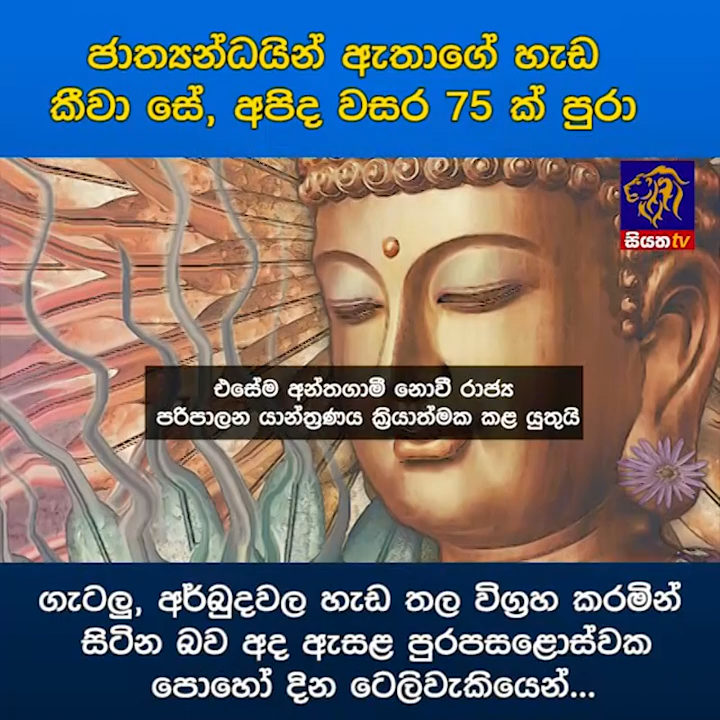 ජාත්‍යන්ධයින් ඇතාගේ හැඩ
කීවා සේ, අපිද වසර 75 ක් පුරා
සියත tv
එසේම අන්තගාමී නොවී රාජ්‍ය
පරිපාලන යාන්ත්‍රණය ක්‍රියාත්මක කළ යුතුයි
ගැටලු, අර්බුදවල හැඩ තල විග්‍රහ කරමින්
සිටින බව අද ඇසළ පුරපසළොස්වක
පොහෝ දින ටෙලිවැකියෙන්...